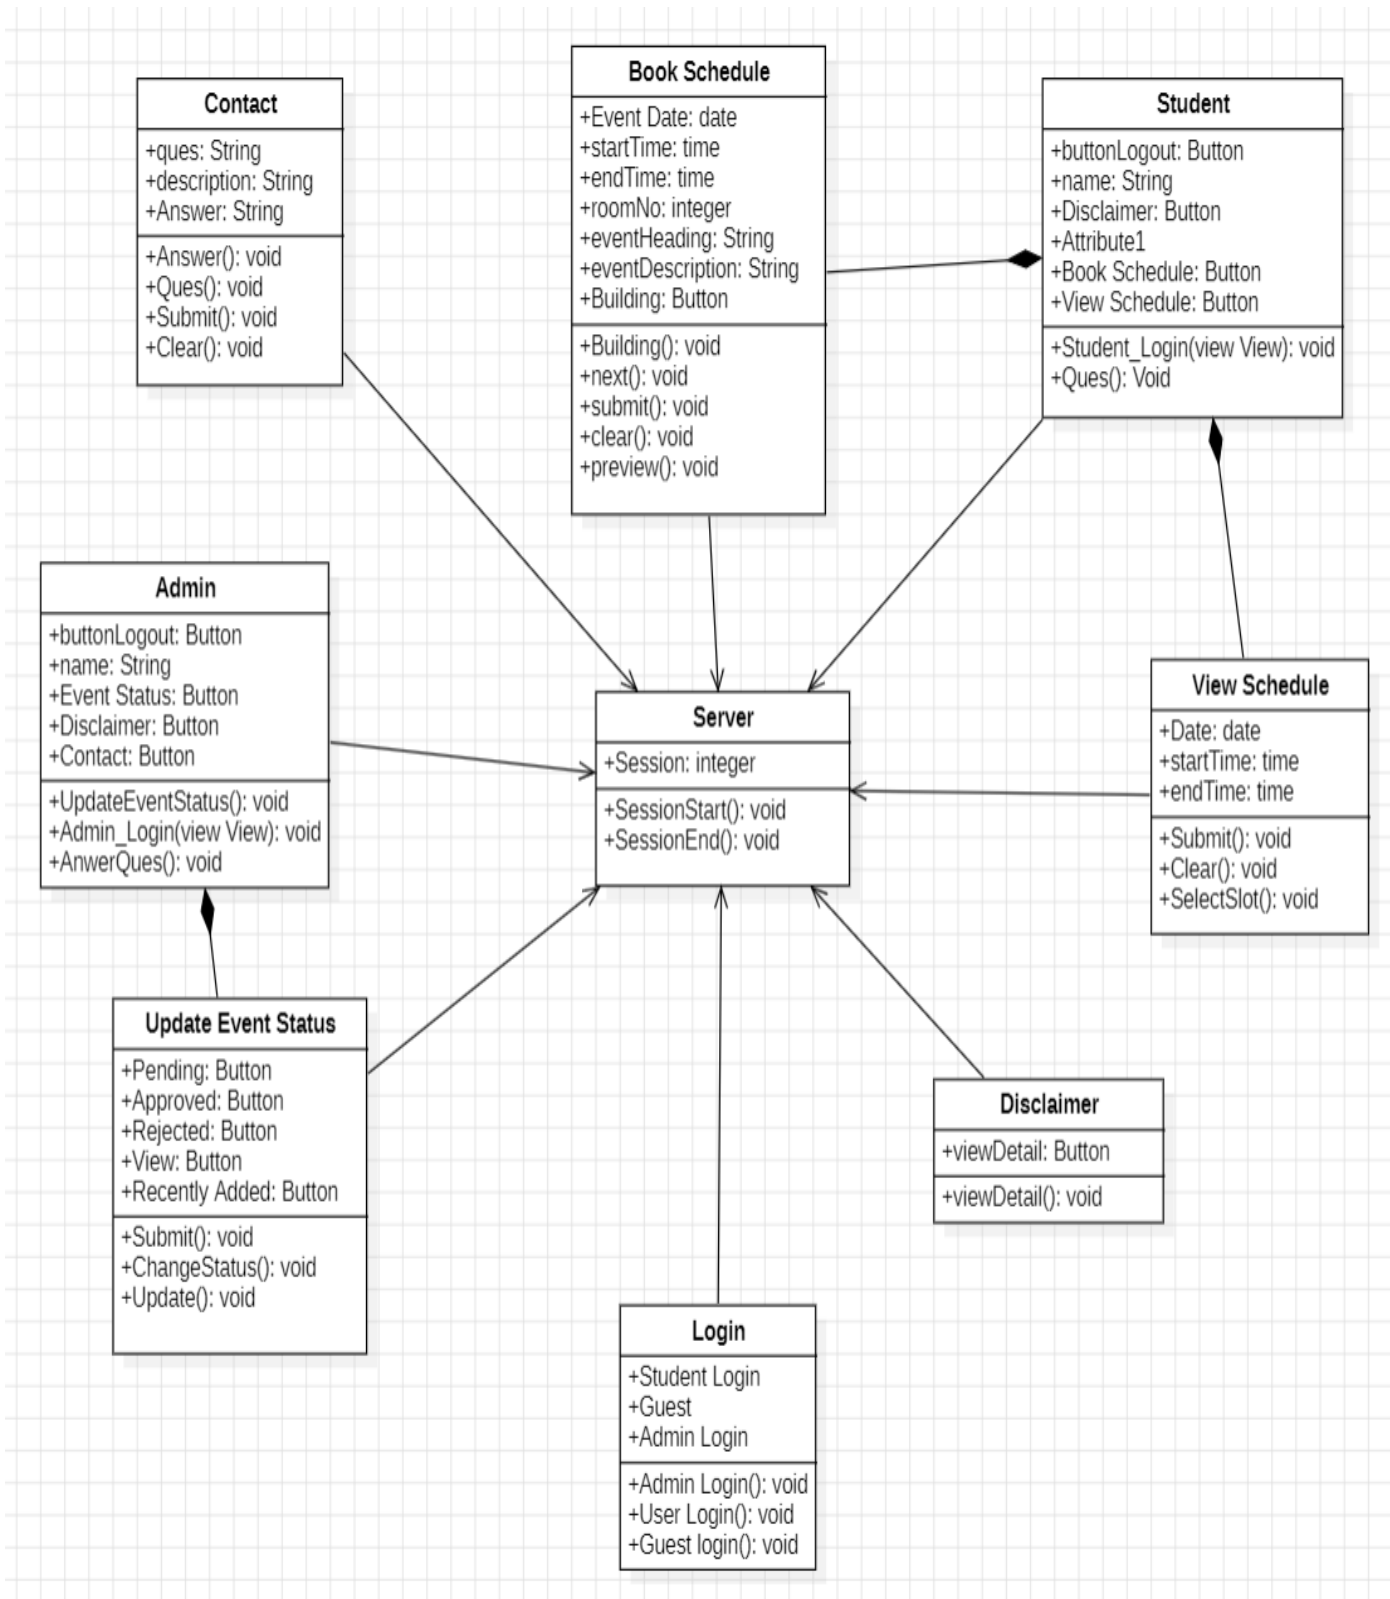 Contact
+ques: String
+description: String
+Answer: String
+Answer(): void
+Ques(): void
+Submit(): void
+Clear(): void
Book Schedule
+Event Date: date
+startTime: time
+endTime: time
+roomNo: integer
+eventHeading: String
+eventDescription: String
+Building: Button
+Building(): void
+next(): void
+submit(): void
+clear(): void
+preview(): void
Student
+buttonLogout: Button
+name: String
+Disclaimer: Button
+Attribute1
+Book Schedule: Button
+View Schedule: Button
+Student_Login(view View): void
+Ques(): Void
Admin
+buttonLogout: Button
+name: String
+Event Status: Button
+Disclaimer: Button
+Contact: Button
+UpdateEventStatus(): void
+Admin_Login(view View): void
+AnwerQues(): void
Server
+Session: integer
+SessionStart(): void
+SessionEnd(): void
View Schedule
+Date: date
+startTime: time
+endTime: time
+Submit(): void
+Clear(): void
+SelectSlot(): void
Update Event Status
+Pending: Button
+Approved: Button
+Rejected: Button
+View: Button
+Recently Added: Button
+Submit(): void
+ChangeStatus(): void
+Update(): void
Disclaimer
+viewDetail: Button
+viewDetail(): void
Login
+Student Login
+Guest
+Admin Login
+Admin Login(): void
+User Login(): void
+Guest login(): void